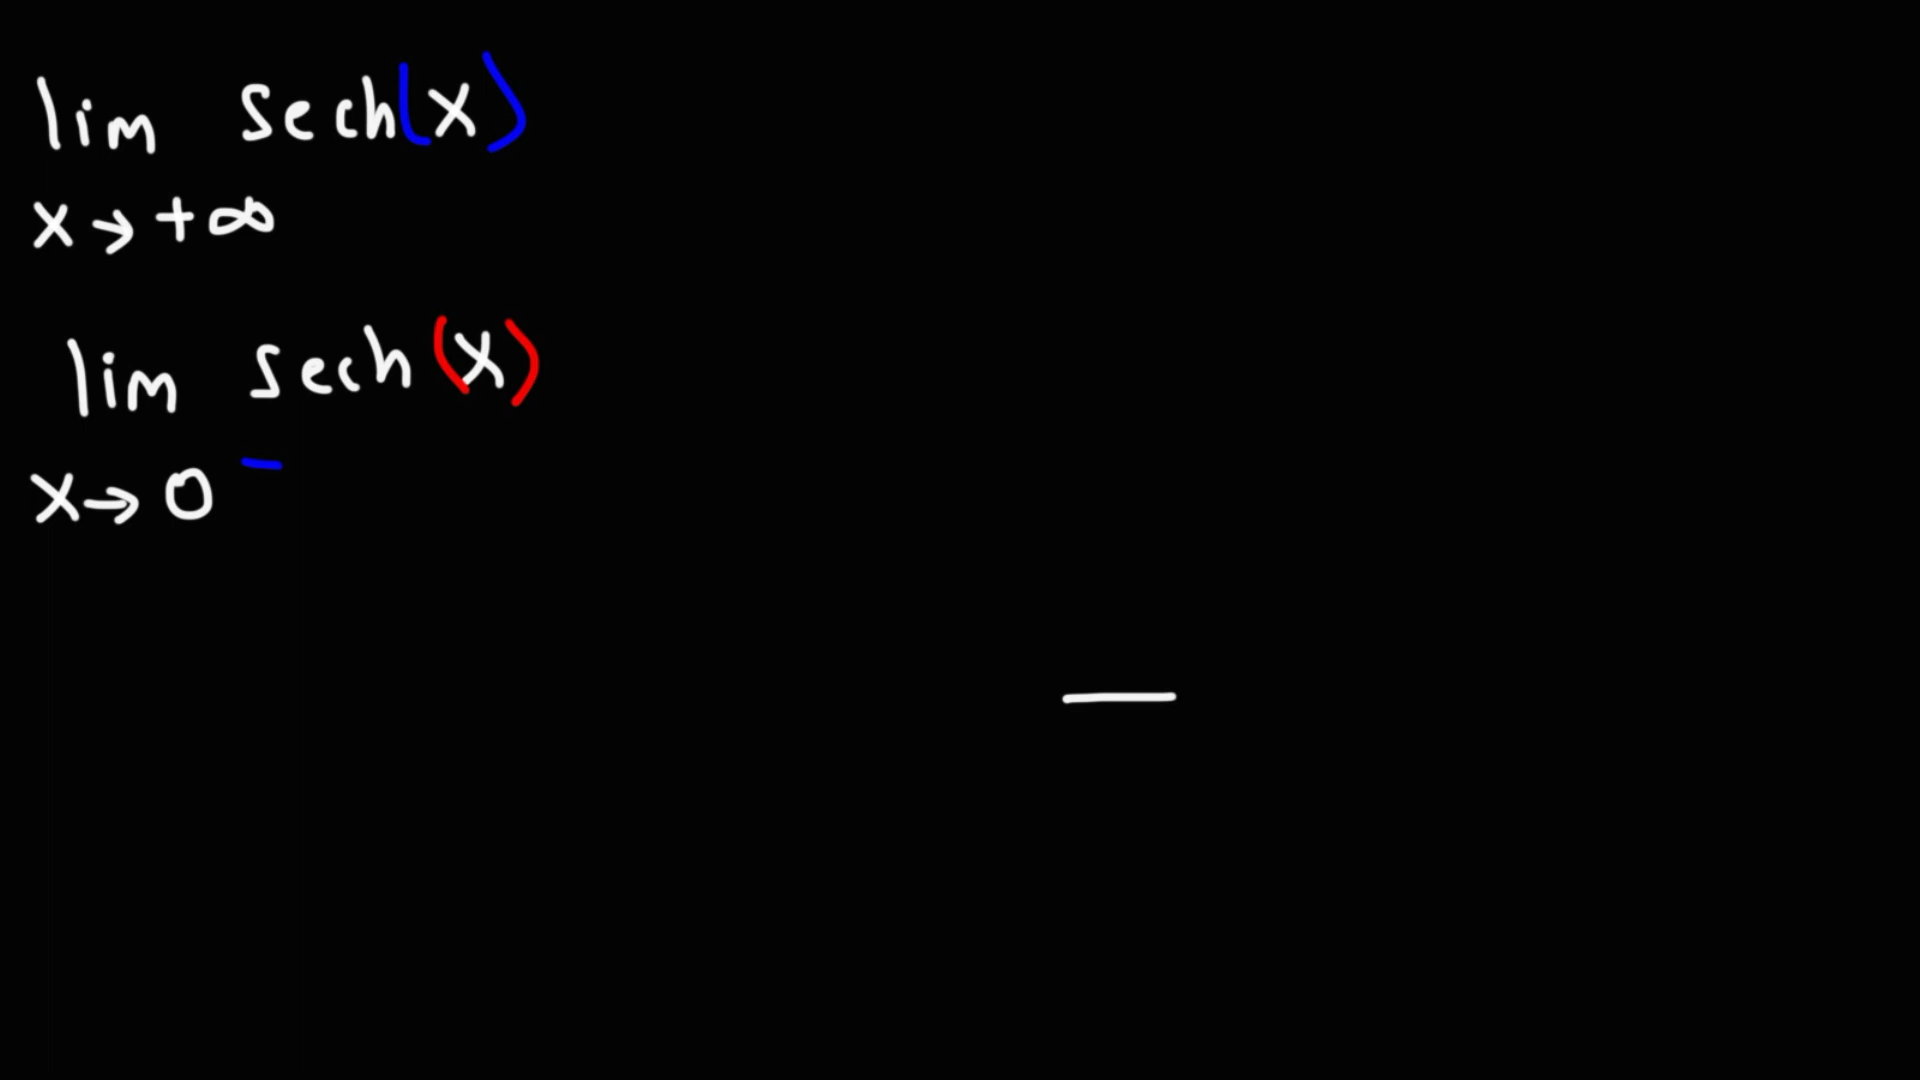 lim sech(x)
x→+∞
lim sech(x)
x→0⁻